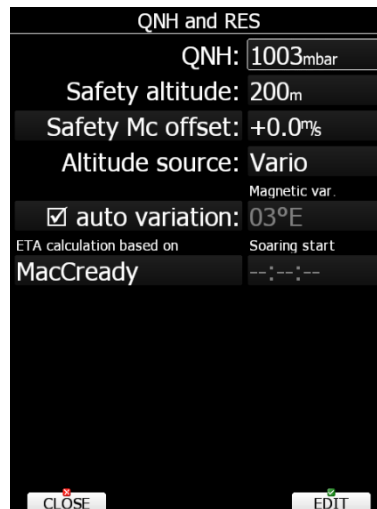 QNH and RES
QNH: 1003mbar
Safety altitude: 200m
Safety Mc offset: +0.0m/s
Altitude source: Vario
Magnetic var.
☑ auto variation: 03°E
ETA calculation based on Soaring start
MacCready --:--:--
CLOSE EDIT